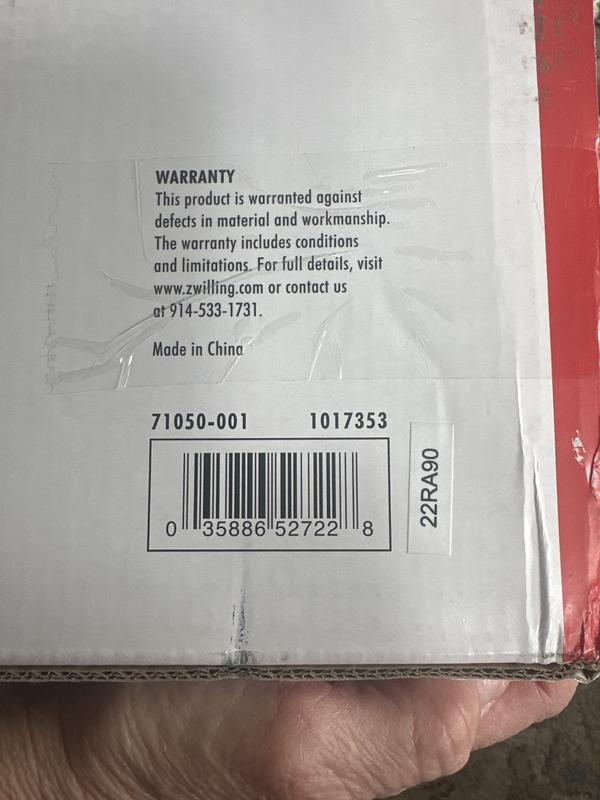 WARRANTY
This product is warranted against
defects in material and workmanship.
The warranty includes conditions
and limitations. For full details, visit
www.zwilling.com or contact us
at 914-533-1731.
Made in China
71050-001 1017353
0 35886 52722 8
22RA90